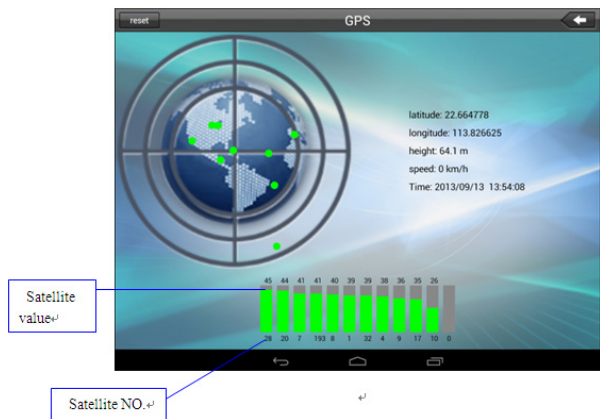 reset
GPS
latitude: 22.664778
longitude: 113.826625
height: 64.1 m
speed: 0 km/h
Time: 2013/09/13 13:54:08
45 44 41 41 40 39 39 38 36 35 26
28 20 7 193 8 1 32 4 9 17 10 0
Satellite
value↵
Satellite NO.↵
↵